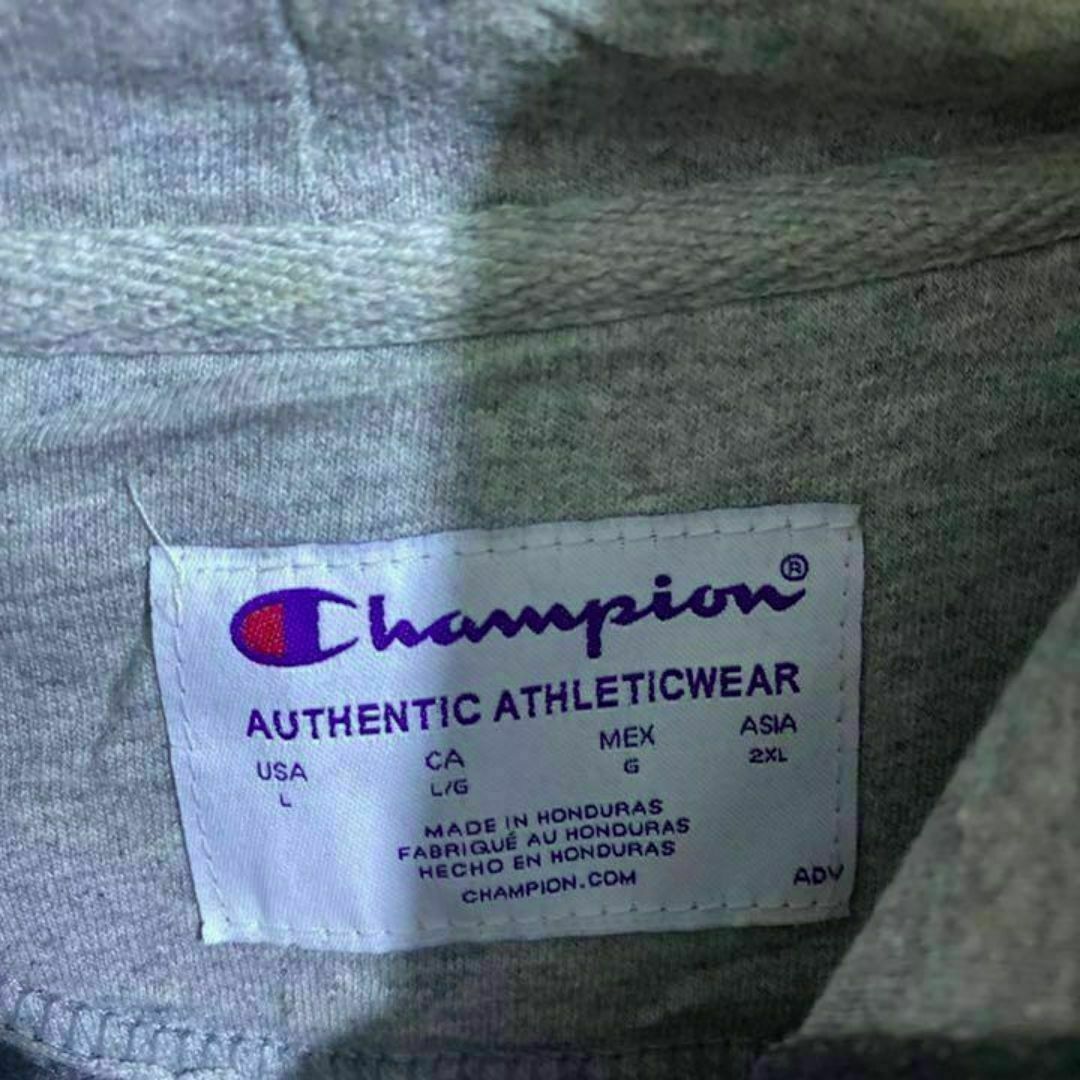 Champion®
AUTHENTIC ATHLETICWEAR
USA CA MEX ASIA
L L/G G 2XL
MADE IN HONDURAS
FABRIQUÉ AU HONDURAS
HECHO EN HONDURAS
CHAMPION.COM
ADV